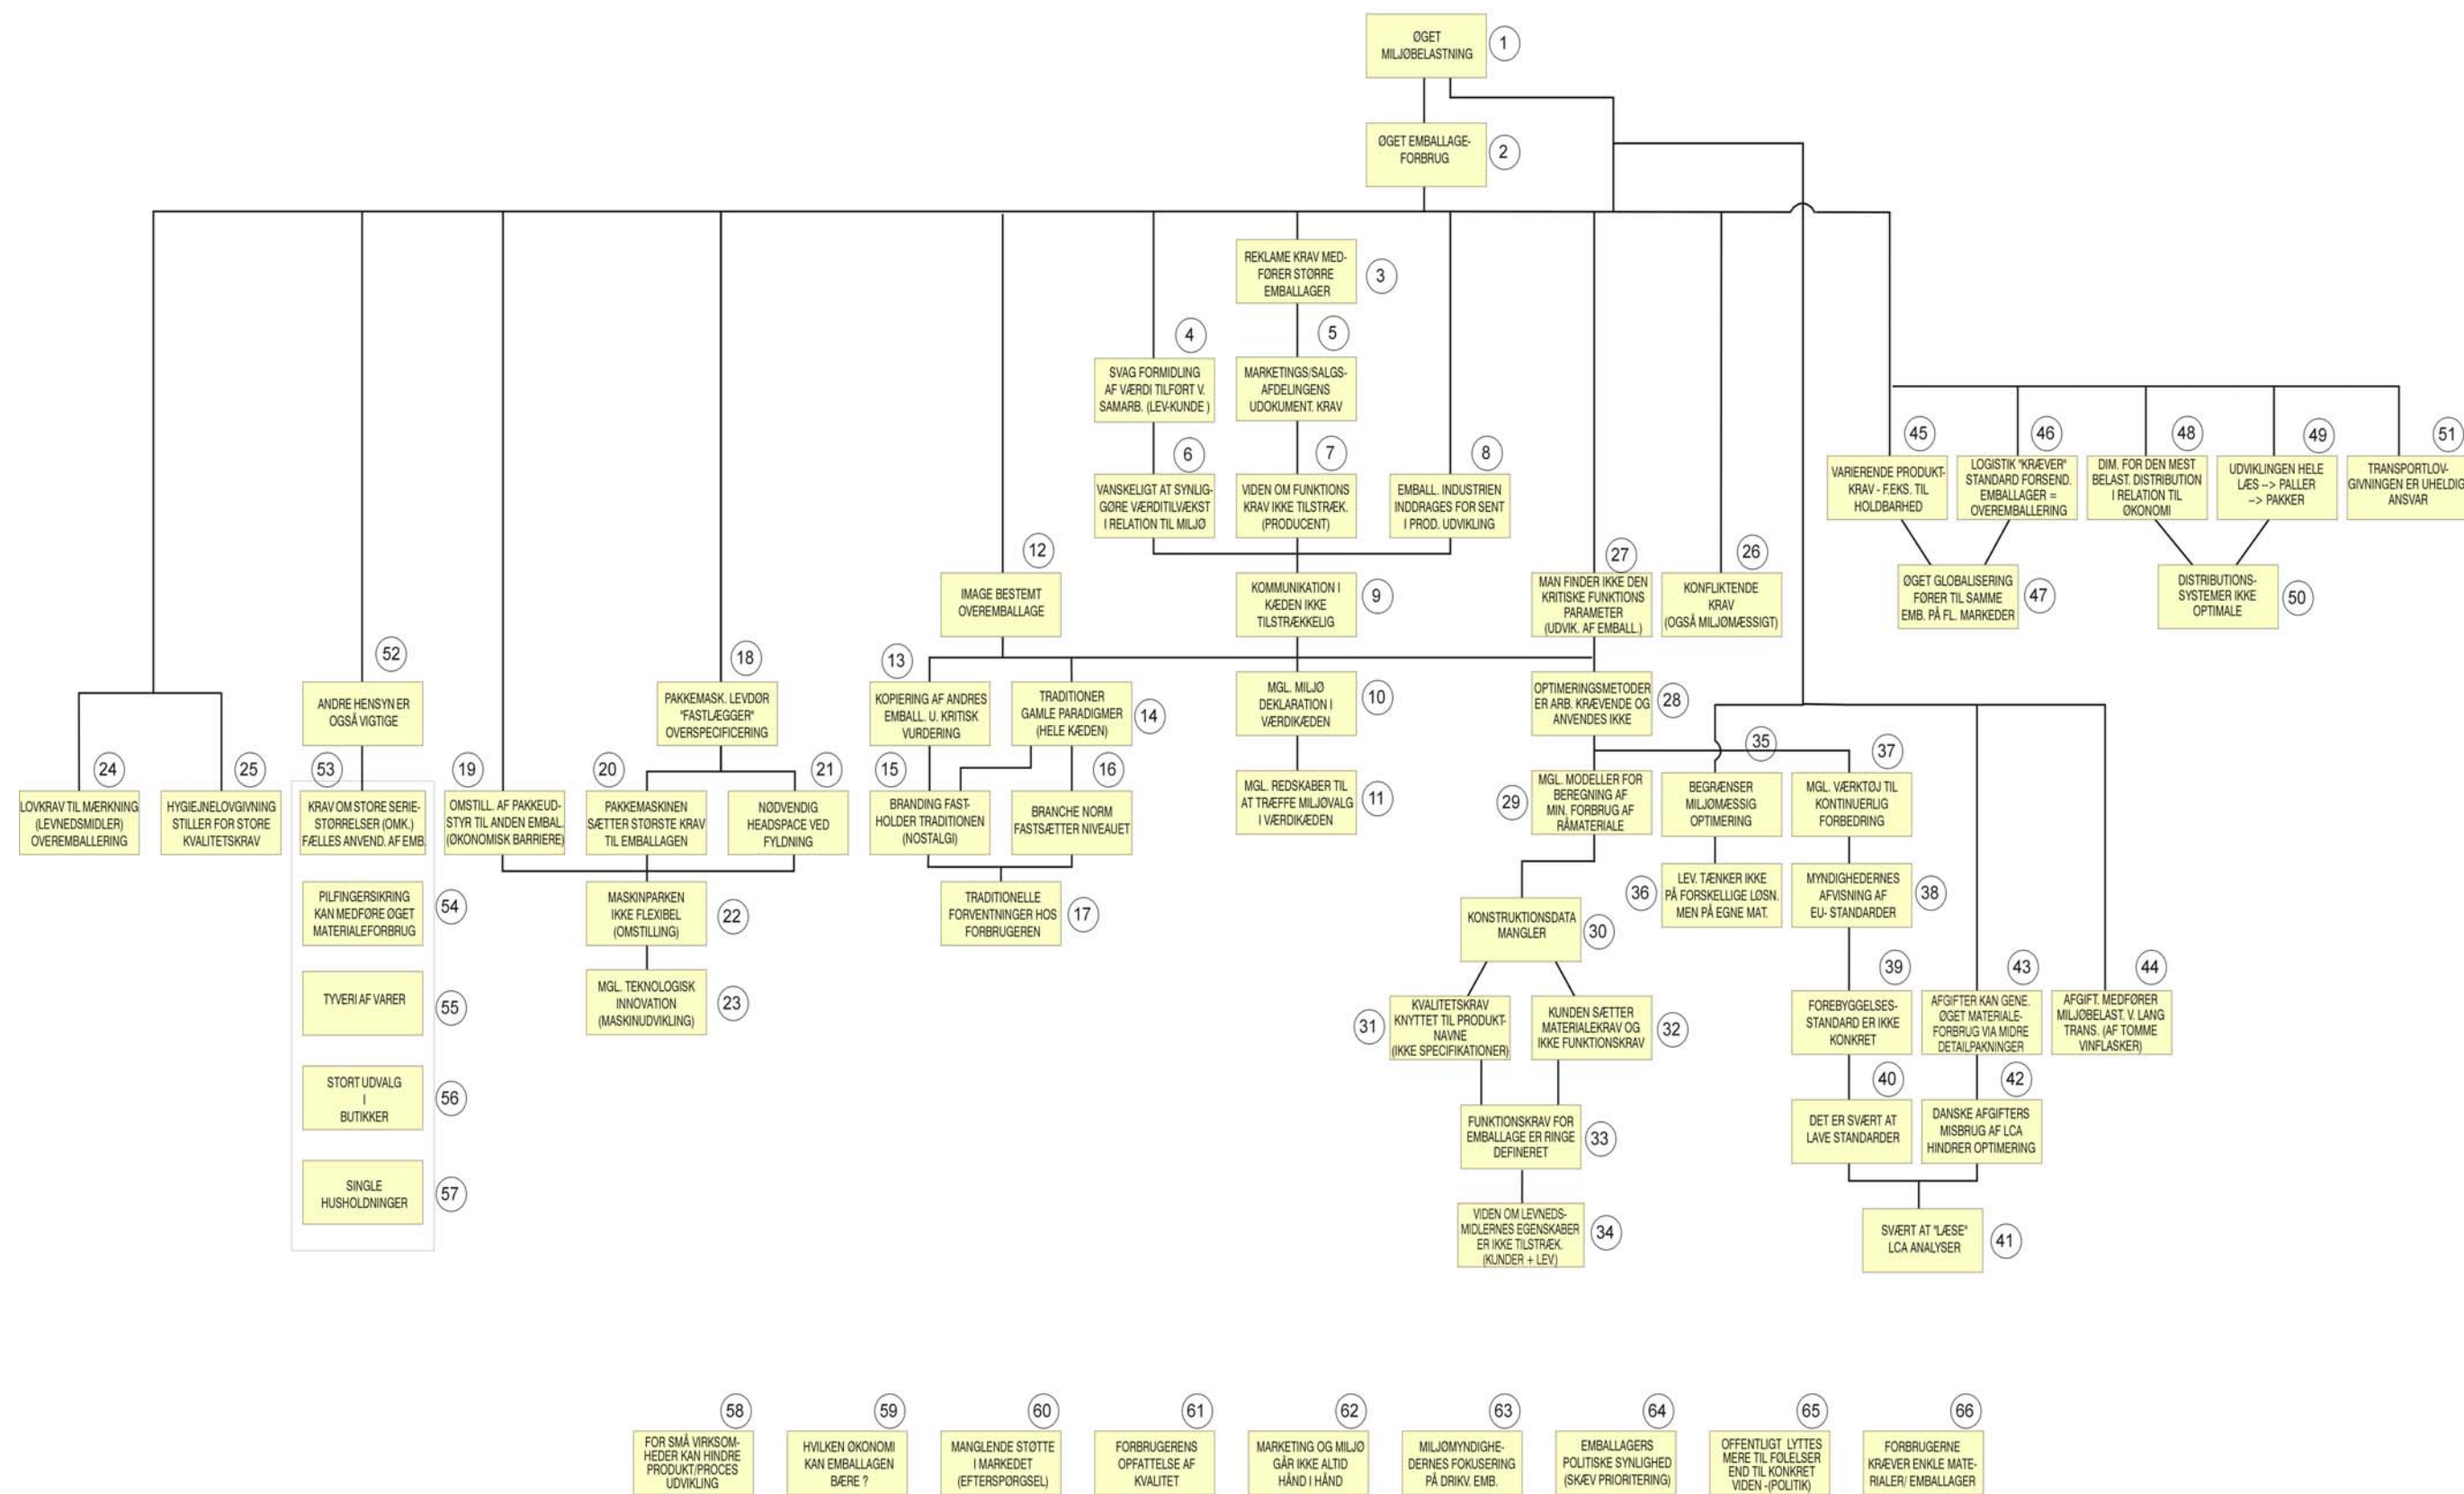 ØGET
MILJØBELASTNING
1
ØGET EMBALLAGE-
FORBRUG
2
REKLAME KRAV MED-
FØRER STØRRE
EMBALLAGER
3
4
SVAG FORMIDLING
AF VÆRDI TILFØRT V.
SAMARB. (LEV-KUNDE )
5
MARKETINGS/SALGS-
AFDELINGENS
UDOKUMENT. KRAV
6
VANSKELIGT AT SYNLIG-
GØRE VÆRDITILVÆKST
I RELATION TIL MILJØ
7
VIDEN OM FUNKTIONS
KRAV IKKE TILSTRÆK.
(PRODUCENT)
8
EMBALL. INDUSTRIEN
INDDRAGES FOR SENT
I PROD. UDVIKLING
KOMMUNIKATION I
KÆDEN IKKE
TILSTRÆKKELIG
9
MGL. MILJØ
DEKLARATION I
VÆRDIKÆDEN
10
MGL. REDSKABER TIL
AT TRÆFFE MILJØVALG
I VÆRDIKÆDEN
11
12
IMAGE BESTEMT
OVEREMBALLAGE
13
KOPIERING AF ANDRES
EMBALL. U. KRITISK
VURDERING
TRADITIONER
GAMLE PARADIGMER
(HELE KÆDEN)
14
15
BRANDING FAST-
HOLDER TRADITIONEN
(NOSTALGI)
16
BRANCHE NORM
FASTSÆTTER NIVEAUET
TRADITIONELLE
FORVENTNINGER HOS
FORBRUGEREN
17
18
PAKKEMASK. LEVDØR
"FASTLÆGGER"
OVERSPECIFICERING
19
OMSTILL. AF PAKKEUD-
STYR TIL ANDEN EMBAL.
(ØKONOMISK BARRIERE)
20
PAKKEMASKINEN
SÆTTER STØRSTE KRAV
TIL EMBALLAGEN
21
NØDVENDIG
HEADSPACE VED
FYLDNING
MASKINPARKEN
IKKE FLEXIBEL
(OMSTILLING)
22
MGL. TEKNOLOGISK
INNOVATION
(MASKINUDVIKLING)
23
24
LOVKRAV TIL MÆRKNING
(LEVNEDSMIDLER)
OVEREMBALLERING
25
HYGIEJNELOVGIVNING
STILLER FOR STORE
KVALITETSKRAV
26
KONFLIKTENDE
KRAV
(OGSÅ MILJØMÆSSIGT)
27
MAN FINDER IKKE DEN
KRITISKE FUNKTIONS
PARAMETER
(UDVIK. AF EMBALL.)
OPTIMERINGSMETODER
ER ARB. KRÆVENDE OG
ANVENDES IKKE
28
29
MGL. MODELLER FOR
BEREGNING AF
MIN. FORBRUG AF
RÅMATERIALE
KONSTRUKTIONSDATA
MANGLER
30
31
KVALITETSKRAV
KNYTTET TIL PRODUKT-
NAVNE
(IKKE SPECIFIKATIONER)
KUNDEN SÆTTER
MATERIALEKRAV OG
IKKE FUNKTIONSKRAV
32
FUNKTIONSKRAV FOR
EMBALLAGE ER RINGE
DEFINERET
33
VIDEN OM LEVNEDS-
MIDLERNES EGENSKABER
ER IKKE TILSTRÆK.
(KUNDER + LEV.)
34
35
BEGRÆNSER
MILJØMÆSSIG
OPTIMERING
36
LEV. TÆNKER IKKE
PÅ FORSKELLIGE LØSN.
MEN PÅ EGNE MAT.
37
MGL. VÆRKTØJ TIL
KONTINUERLIG
FORBEDRING
MYNDIGHEDERNES
AFVISNING AF
EU- STANDARDER
38
39
FOREBYGGELSES-
STANDARD ER IKKE
KONKRET
40
DET ER SVÆRT AT
LAVE STANDARDER
SVÆRT AT "LÆSE"
LCA ANALYSER
41
42
DANSKE AFGIFTERS
MISBRUG AF LCA
HINDRER OPTIMERING
43
AFGIFTER KAN GENE.
ØGET MATERIALE-
FORBRUG VIA MIDRE
DETAILPAKNINGER
44
AFGIFT. MEDFØRER
MILJØBELAST. V. LANG
TRANS. (AF TOMME
VINFLASKER)
45
VARIERENDE PRODUKT-
KRAV - F.EKS. TIL
HOLDBARHED
46
LOGISTIK "KRÆVER"
STANDARD FORSEND.
EMBALLAGER =
OVEREMBALLERING
ØGET GLOBALISERING
FØRER TIL SAMME
EMB. PÅ FL. MARKEDER
47
48
DIM. FOR DEN MEST
BELAST. DISTRIBUTION
I RELATION TIL
ØKONOMI
49
UDVIKLINGEN HELE
LÆS --> PALLER
--> PAKKER
DISTRIBUTIONS-
SYSTEMER IKKE
OPTIMALE
50
51
TRANSPORTLOV-
GIVNINGEN ER UHELDIG
ANSVAR
52
ANDRE HENSYN ER
OGSÅ VIGTIGE
53
KRAV OM STORE SERIE-
STØRRELSER (OMK.)
FÆLLES ANVEND. AF EMB.
PILFINGERSIKRING
KAN MEDFØRE ØGET
MATERIALEFORBRUG
54
TYVERI AF VARER
55
STORT UDVALG
I
BUTIKKER
56
SINGLE
HUSHOLDNINGER
57
58
FOR SMÅ VIRKSOM-
HEDER KAN HINDRE
PRODUKT/PROCES
UDVIKLING
59
HVILKEN ØKONOMI
KAN EMBALLAGEN
BÆRE ?
60
MANGLENDE STØTTE
I MARKEDET
(EFTERSPØRGSEL)
61
FORBRUGERENS
OPFATTELSE AF
KVALITET
62
MARKETING OG MILJØ
GÅR IKKE ALTID
HÅND I HÅND
63
MILJØMYNDIGHE-
DERNES FOKUSERING
PÅ DRIKV. EMB.
64
EMBALLAGERS
POLITISKE SYNLIGHED
(SKÆV PRIORITERING)
65
OFFENTLIGT LYTTES
MERE TIL FØLELSER
END TIL KONKRET
VIDEN -(POLITIK)
66
FORBRUGERNE
KRÆVER ENKLE MATE-
RIALER/ EMBALLAGER